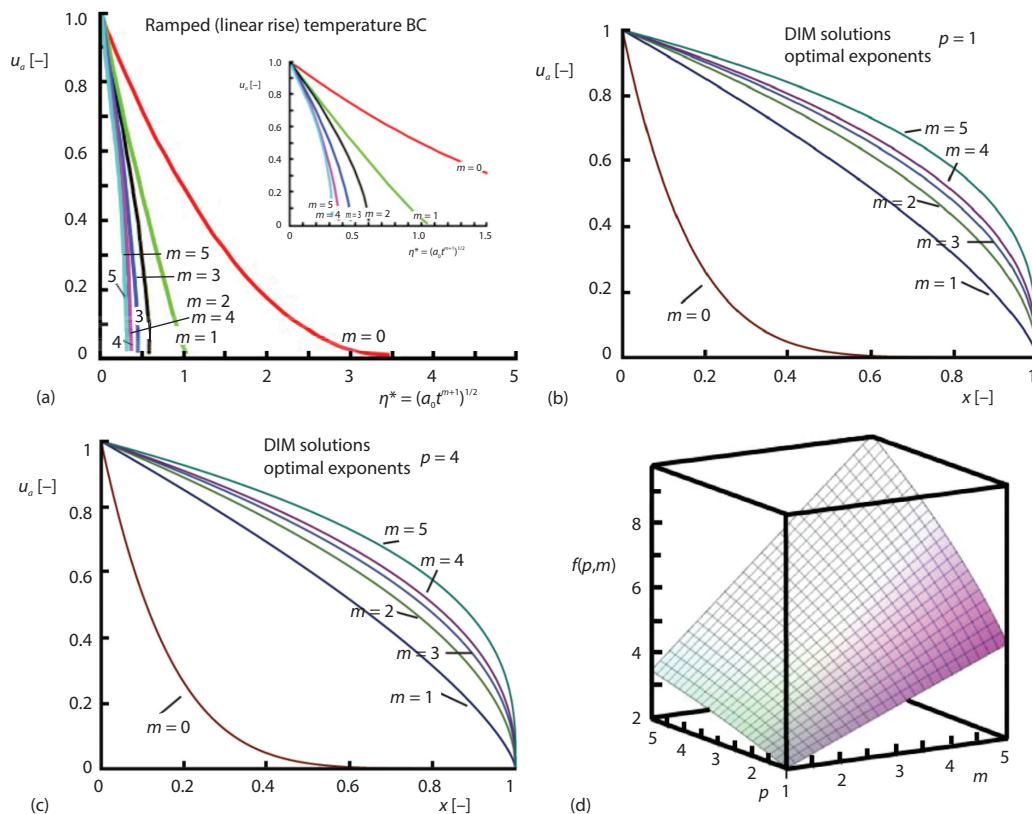 Ramped (linear rise) temperature BC
1.0
uₐ [–]
0.8
0.6
0.4
0.2
0
0
1
2
3
4
5
m = 5
m = 3
m = 2
m = 4
m = 1
m = 0
5
3
4
(a)
η* = (a₀tᵐ⁺¹)^1/2
1.0
uₐ [–]
0.8
0.6
0.4
0.2
0
0
0.5
1.0
1.5
m = 0
m=5
m = 4
m=3
m = 2
m = 1
η* = (a₀tᵐ⁺¹)^1/2
DIM solutions
optimal exponents p = 1
1
uₐ [–]
0.8
0.6
0.4
0.2
0
0
0.2
0.4
0.6
0.8
1
m = 5
m = 4
m = 2
m = 3
m = 1
m = 0
(b)
x [–]
DIM solutions
optimal exponents p = 4
1
uₐ [–]
0.8
0.6
0.4
0.2
0
0
0.2
0.4
0.6
0.8
1
m = 5
m = 4
m = 2
m = 3
m = 1
m = 0
(c)
x [–]
8
f(p,m)
6
4
2
5
4
3
2
p 1
2
3
4
5
m
(d)